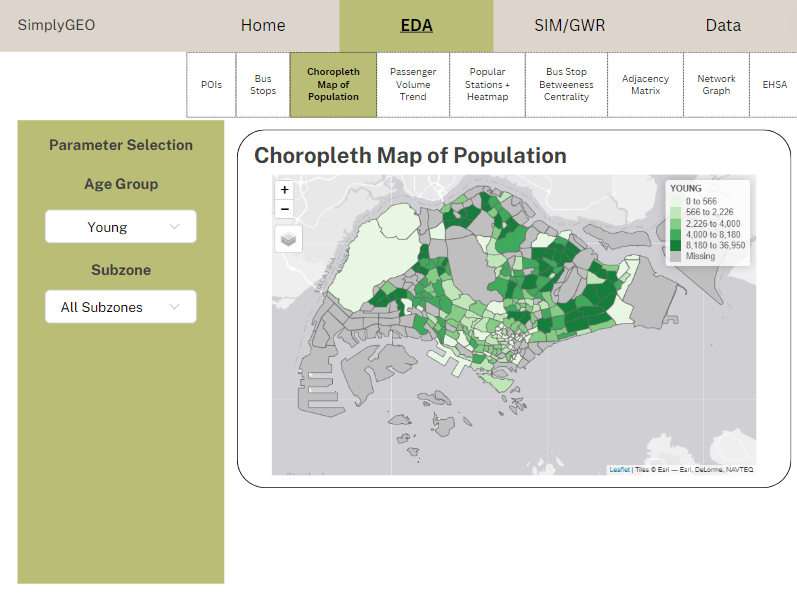 SimplyGEO
Home
EDA
SIM/GWR
Data
POIs
Bus
Stops
Choropleth
Map of
Population
Passenger
Volume
Trend
Popular
Stations +
Heatmap
Bus Stop
Betweeness
Centrality
Adjacency
Matrix
Network
Graph
EHSA
Parameter Selection
Age Group
Young
Subzone
All Subzones
Choropleth Map of Population
+
−
YOUNG
0 to 566
566 to 2,226
2,226 to 4,000
4,000 to 8,180
8,180 to 36,950
Missing
Leaflet | Tiles © Esri — Esri, DeLorme, NAVTEQ